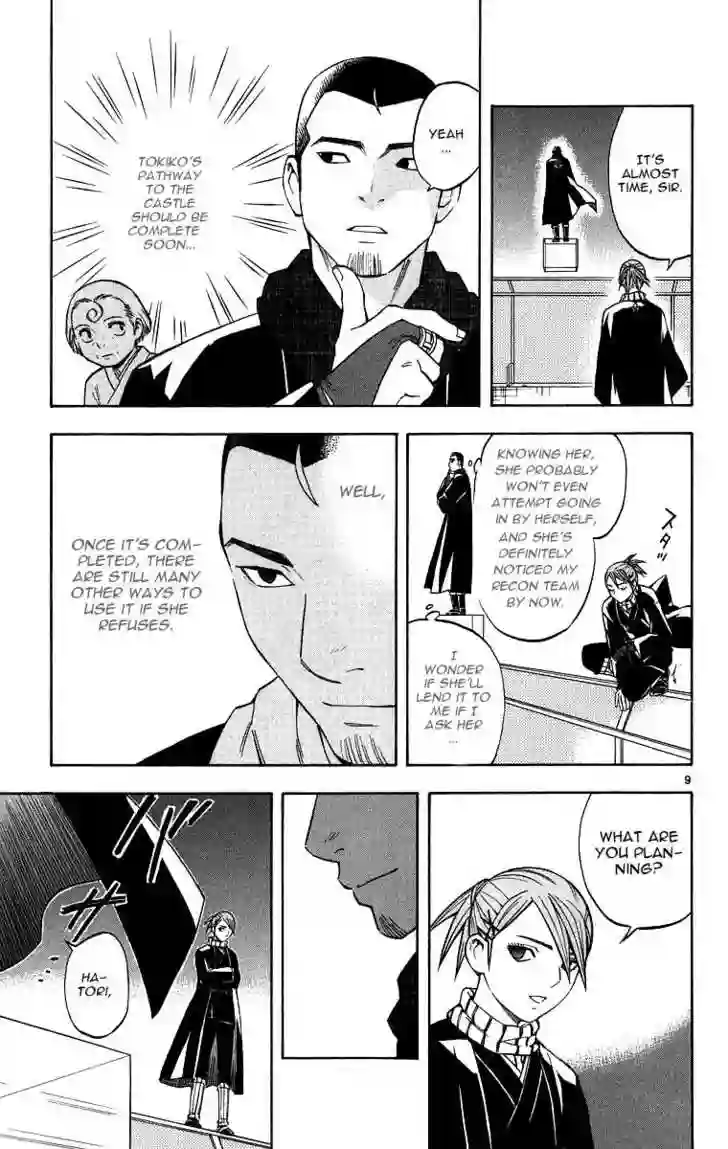 IT'S
ALMOST
TIME, SIR.
YEAH
...
TOKIKO'S
PATHWAY
TO THE
CASTLE
SHOULD BE
COMPLETE
SOON...
スタッ
KNOWING HER,
SHE PROBABLY
WON'T EVEN
ATTEMPT GOING
IN BY HERSELF,
AND SHE'S
DEFINITELY
NOTICED MY
RECON TEAM
BY NOW.
I
WONDER
IF SHE'LL
LEND IT TO
ME IF I
ASK HER
...
WELL,
ONCE IT'S COM-
PLETED, THERE
ARE STILL MANY
OTHER WAYS TO
USE IT IF SHE
REFUSES.
9
WHAT ARE
YOU PLAN-
NING?
HA-
TORI,